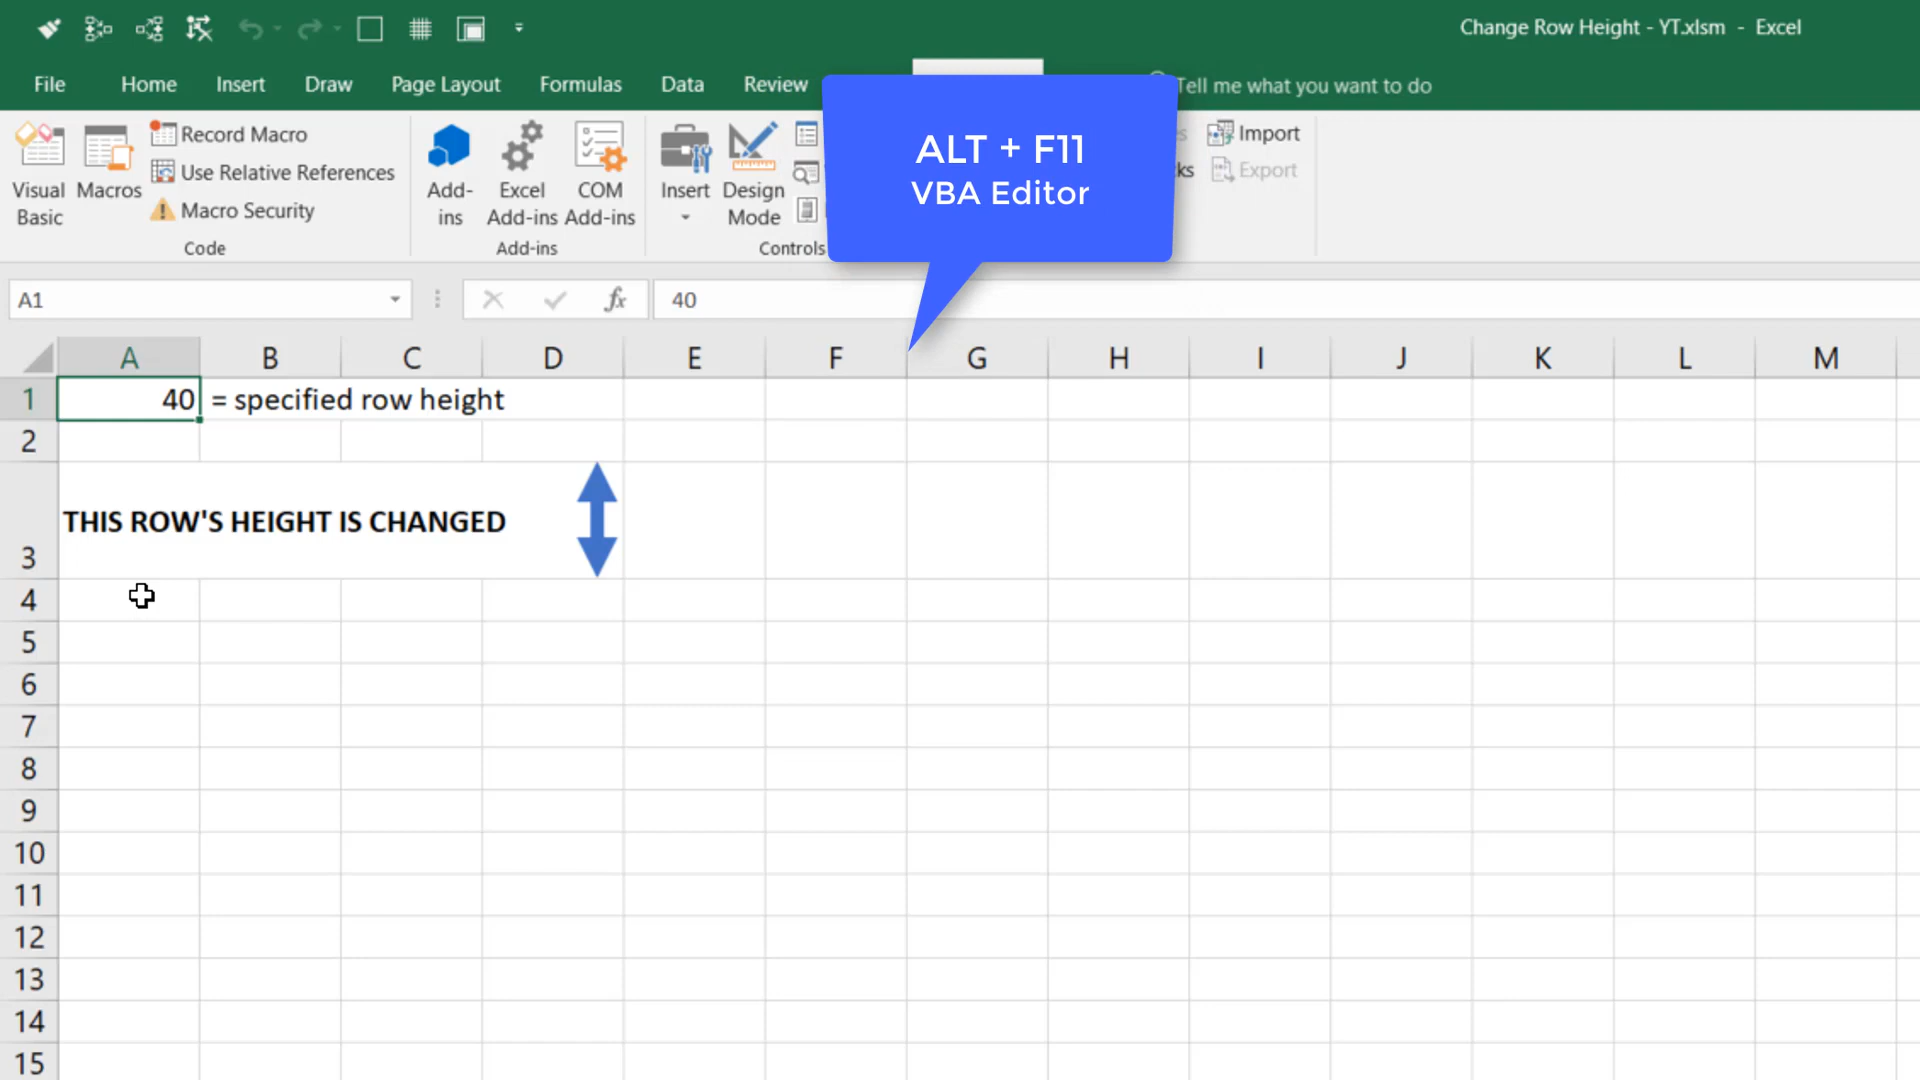 Change Row Height - YT.xlsm - Excel
File Home Insert Draw Page Layout Formulas Data Review Tell me what you want to do
ALT + F11
VBA Editor
Visual Basic
Macros
Record Macro
Use Relative References
Macro Security
Code
Add-ins
Excel Add-ins
COM Add-ins
Add-ins
Insert
Design Mode
Controls
Import
Export
A1
fx
40
A B C D E F G H I J K L M
1 40 = specified row height
2
3 THIS ROW'S HEIGHT IS CHANGED
4
5
6
7
8
9
10
11
12
13
14
15